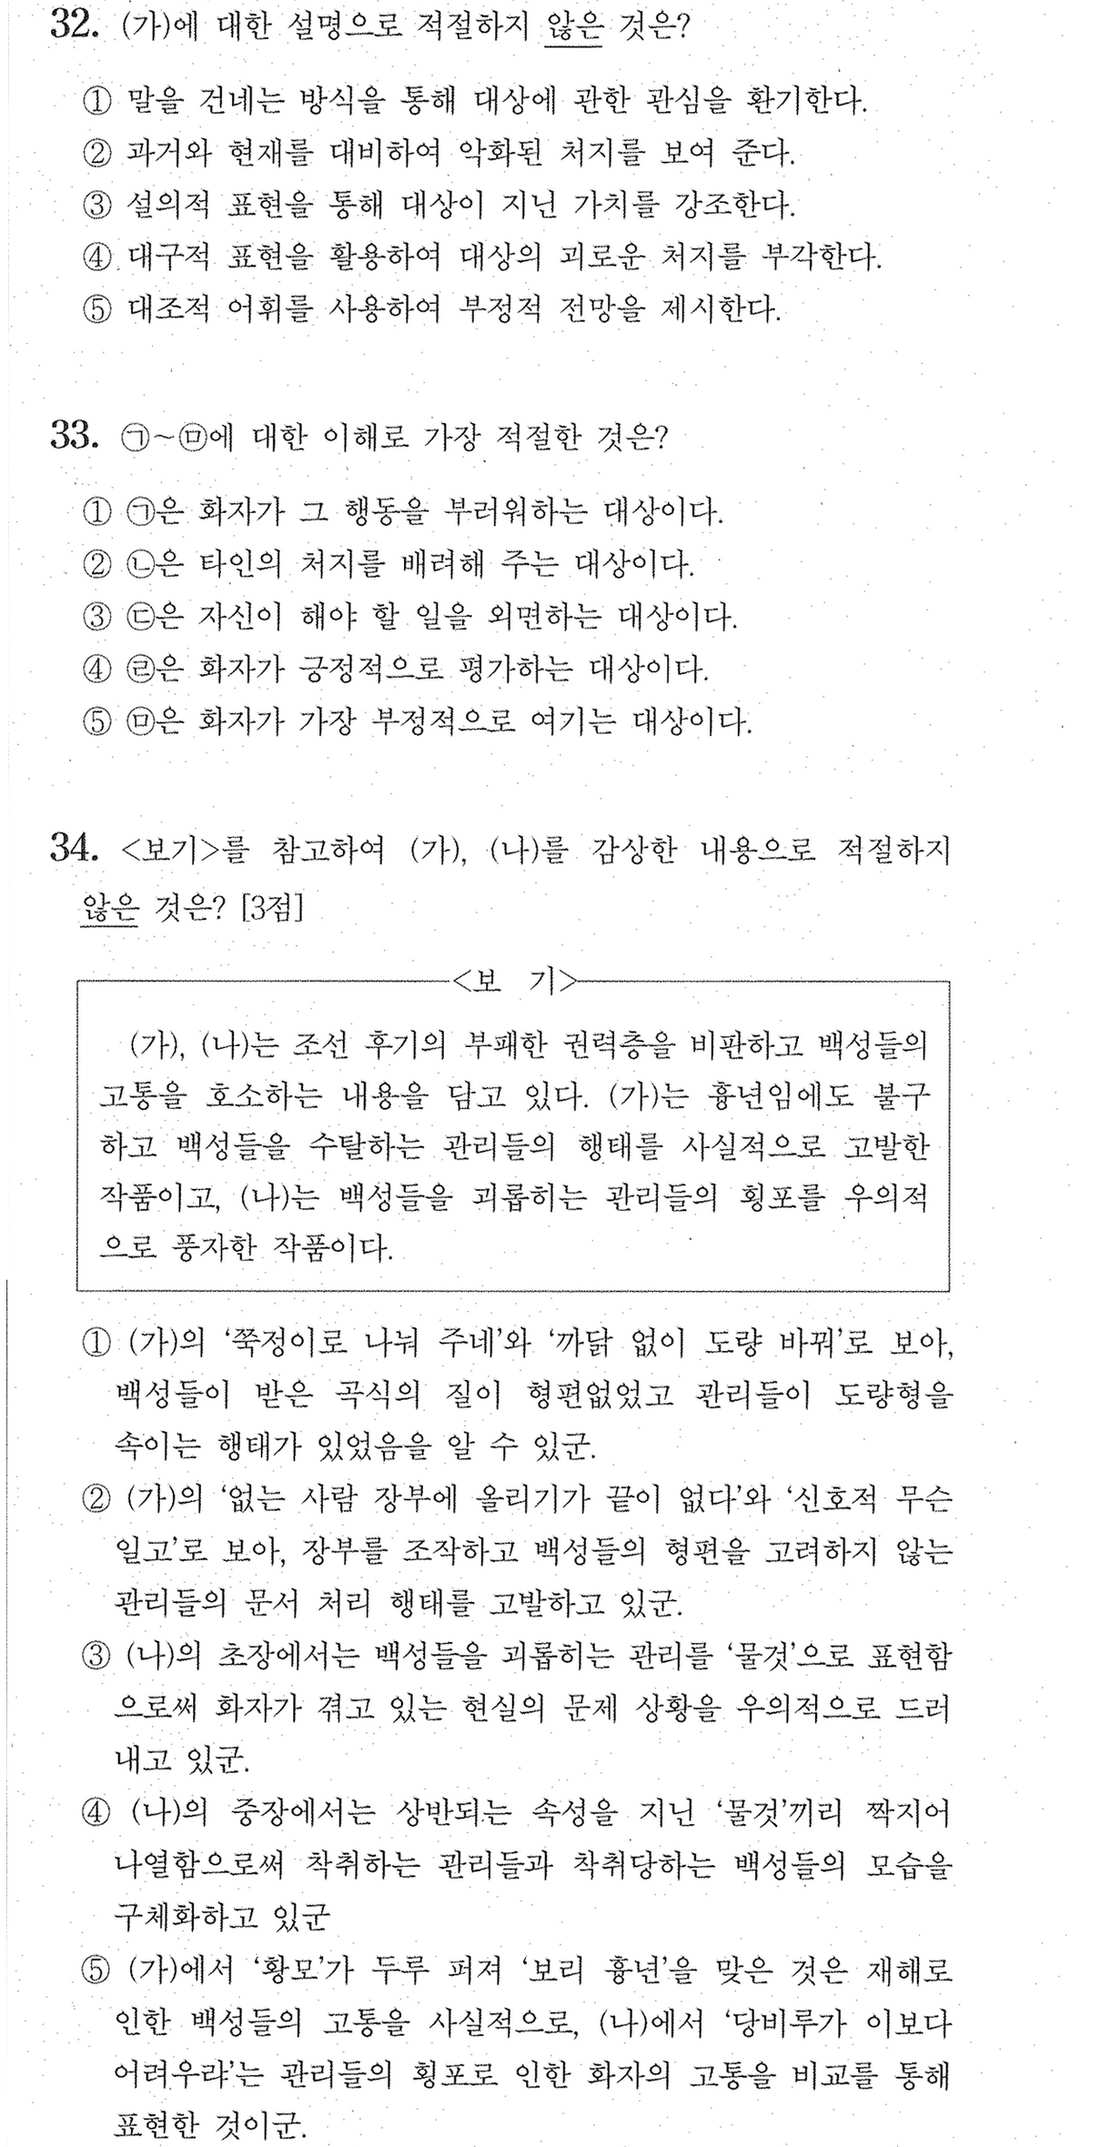 32. (가)에 대한 설명으로 적절하지 않은 것은?
① 말을 건네는 방식을 통해 대상에 관한 관심을 환기한다.
② 과거와 현재를 대비하여 악화된 처지를 보여 준다.
③ 설의적 표현을 통해 대상이 지닌 가치를 강조한다.
④ 대구적 표현을 활용하여 대상의 괴로운 처지를 부각한다.
⑤ 대조적 어휘를 사용하여 부정적 전망을 제시한다.
33. ㉠~㉤에 대한 이해로 가장 적절한 것은?
① ㉠은 화자가 그 행동을 부러워하는 대상이다.
② ㉡은 타인의 처지를 배려해 주는 대상이다.
③ ㉢은 자신이 해야 할 일을 외면하는 대상이다.
④ ㉣은 화자가 긍정적으로 평가하는 대상이다.
⑤ ㉤은 화자가 가장 부정적으로 여기는 대상이다.
34. <보기>를 참고하여 (가), (나)를 감상한 내용으로 적절하지
않은 것은? [3점]
<보 기>
(가), (나)는 조선 후기의 부패한 권력층을 비판하고 백성들의
고통을 호소하는 내용을 담고 있다. (가)는 흉년임에도 불구
하고 백성들을 수탈하는 관리들의 행태를 사실적으로 고발한
작품이고, (나)는 백성들을 괴롭히는 관리들의 횡포를 우의적
으로 풍자한 작품이다.
① (가)의 ‘쭉정이로 나눠 주네’와 ‘까닭 없이 도량 바꿔’로 보아,
백성들이 받은 곡식의 질이 형편없었고 관리들이 도량형을
속이는 행태가 있었음을 알 수 있군.
② (가)의 ‘없는 사람 장부에 올리기가 끝이 없다’와 ‘신호적 무슨
일고’로 보아, 장부를 조작하고 백성들의 형편을 고려하지 않는
관리들의 문서 처리 행태를 고발하고 있군.
③ (나)의 초장에서는 백성들을 괴롭히는 관리를 ‘물것’으로 표현함
으로써 화자가 겪고 있는 현실의 문제 상황을 우의적으로 드러
내고 있군.
④ (나)의 중장에서는 상반되는 속성을 지닌 ‘물것’끼리 짝지어
나열함으로써 착취하는 관리들과 착취당하는 백성들의 모습을
구체화하고 있군
⑤ (가)에서 ‘황모’가 두루 퍼져 ‘보리 흉년’을 맞은 것은 재해로
인한 백성들의 고통을 사실적으로, (나)에서 ‘당비루가 이보다
어려우랴’는 관리들의 횡포로 인한 화자의 고통을 비교를 통해
표현한 것이군.